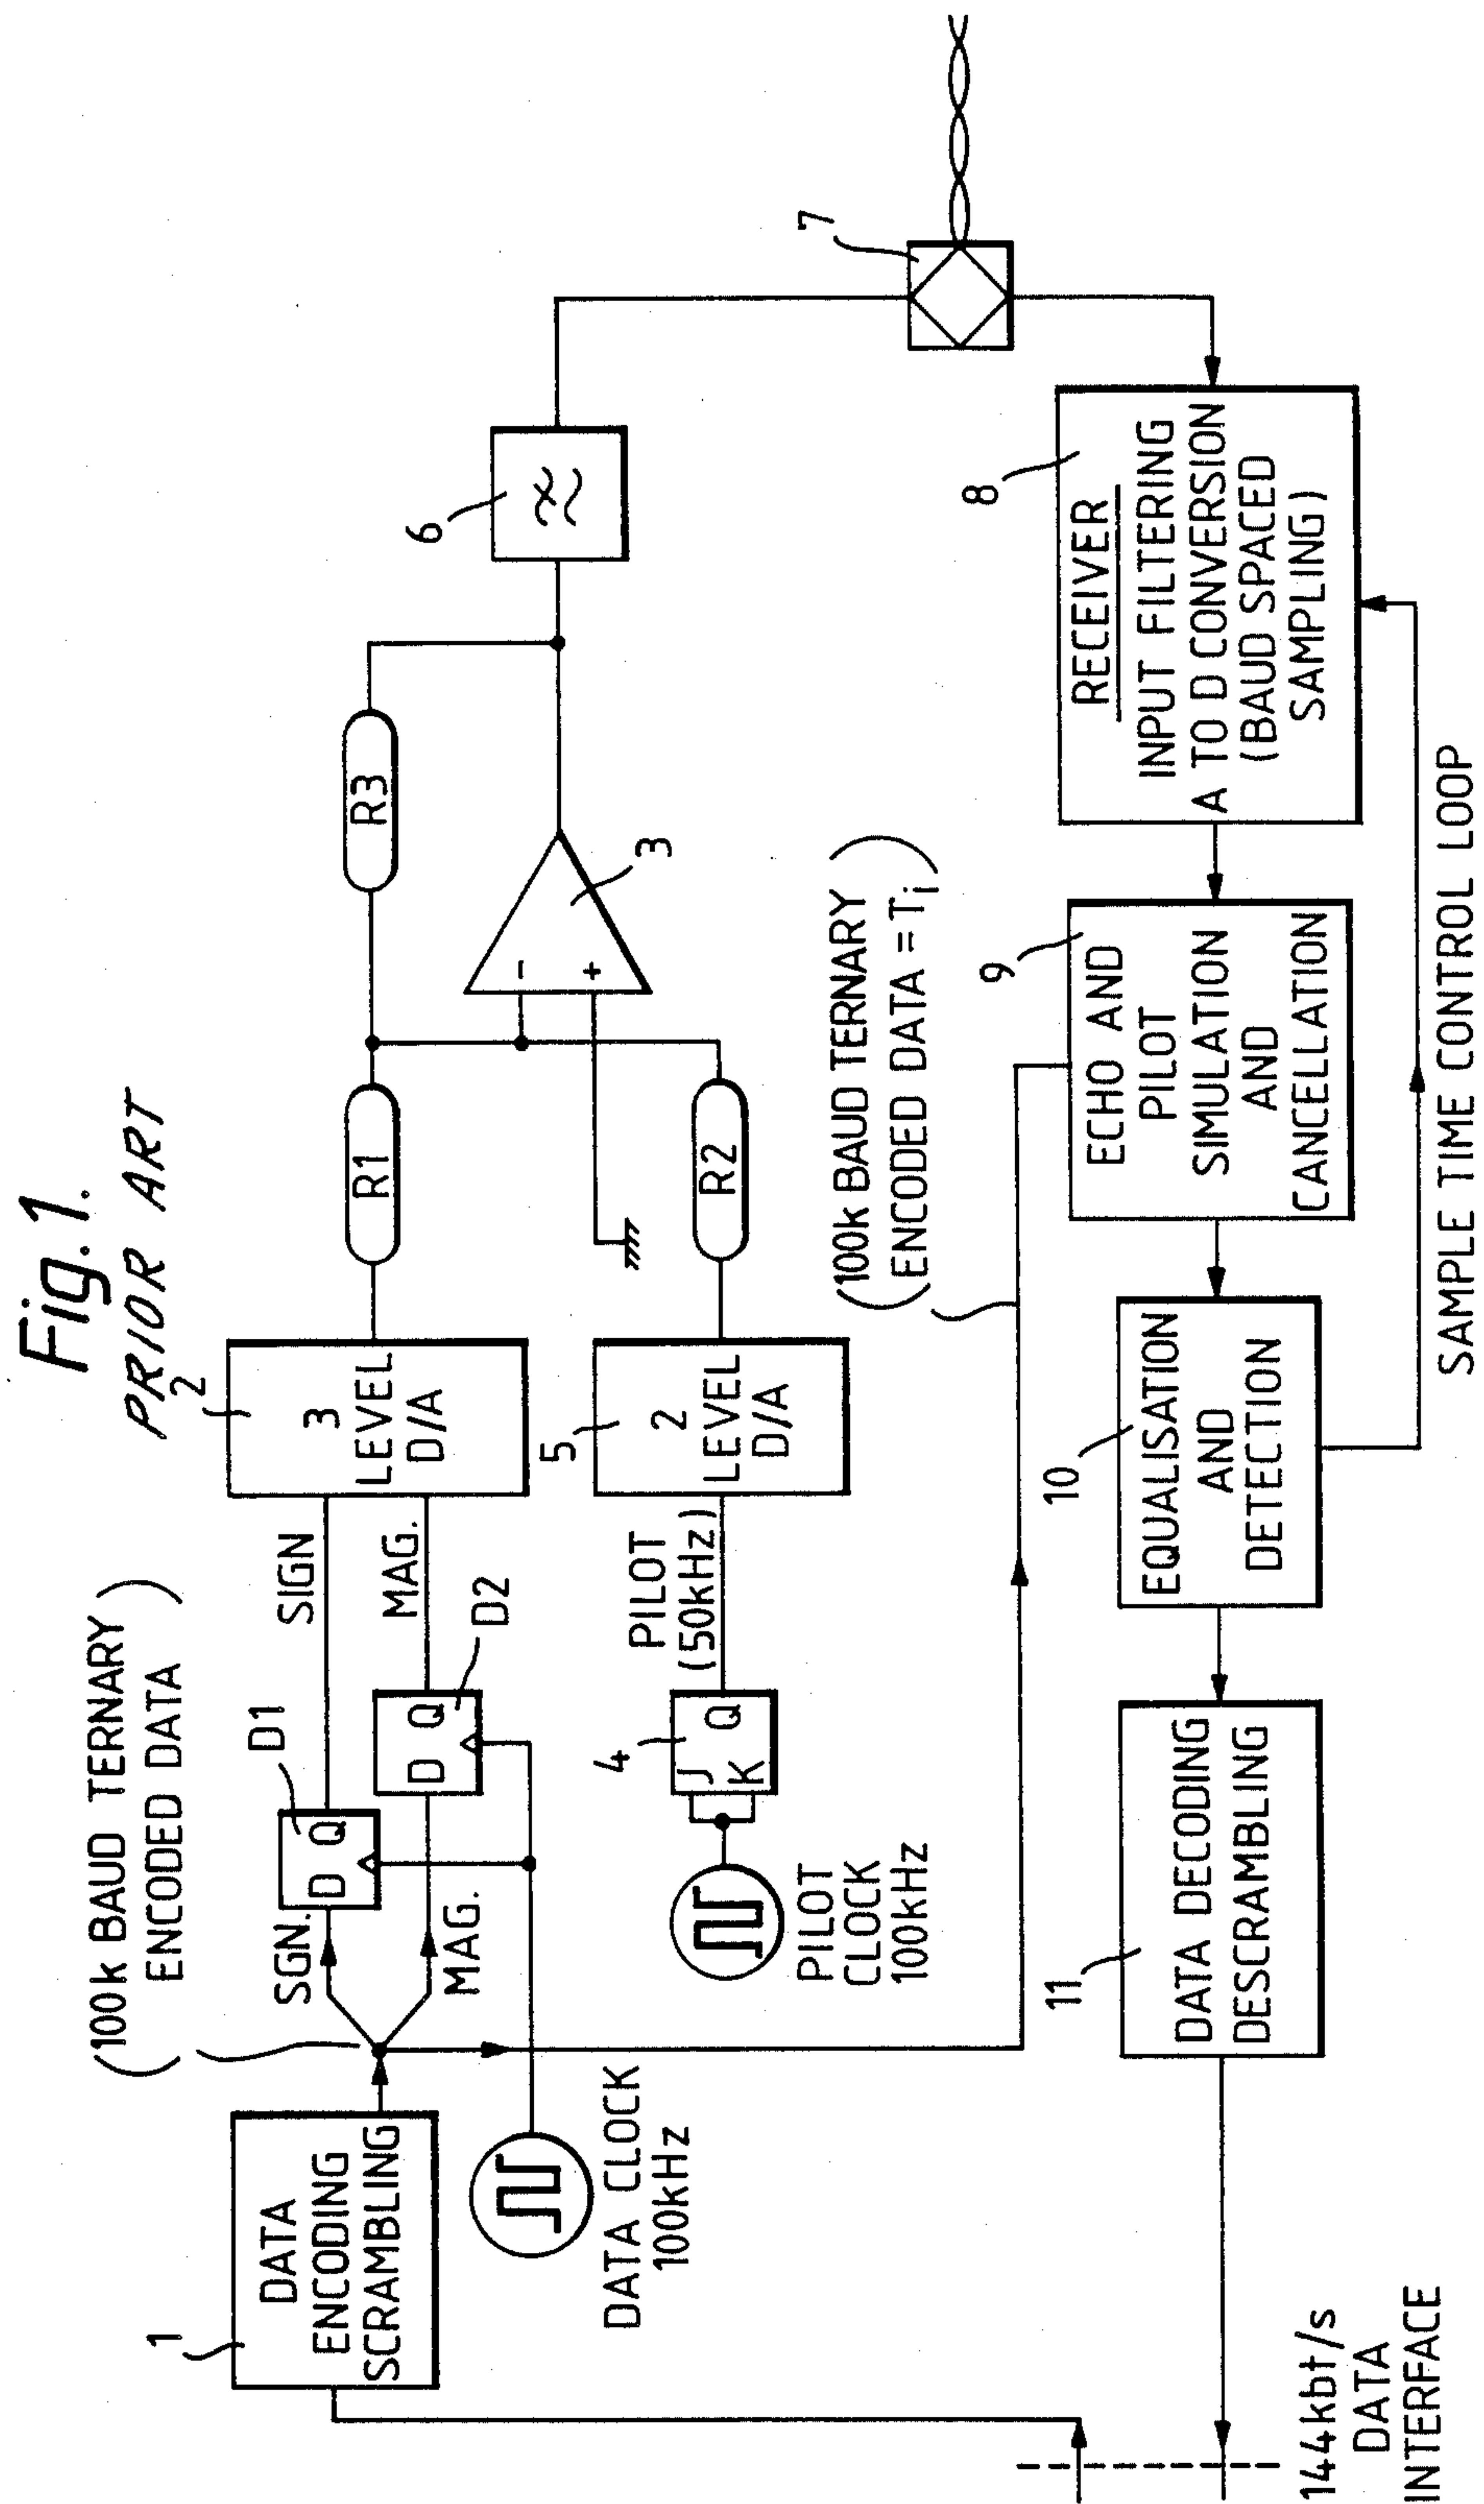 Fig. 1.
PRIOR ART
(100k BAUD TERNARY)
ENCODED DATA
1
DATA
ENCODING
SCRAMBLING
SGN.
MAG.
D1
D Q
D2
D Q
SIGN
MAG.
2
3
LEVEL
D/A
R1
R3
3
-
+
6
7
DATA CLOCK
100kHz
PILOT
CLOCK
100kHz
4
J Q
K
PILOT
(50kHz)
5
2
LEVEL
D/A
R2
(100k BAUD TERNARY)
ENCODED DATA = Ti
8
RECEIVER
INPUT FILTERING
A TO D CONVERSION
(BAUD SPACED
SAMPLING)
9
ECHO AND
PILOT
SIMULATION
AND
CANCELLATION
10
EQUALISATION
AND
DETECTION
11
DATA DECODING
DESCRAMBLING
SAMPLE TIME CONTROL LOOP
144kbt/s
DATA
INTERFACE